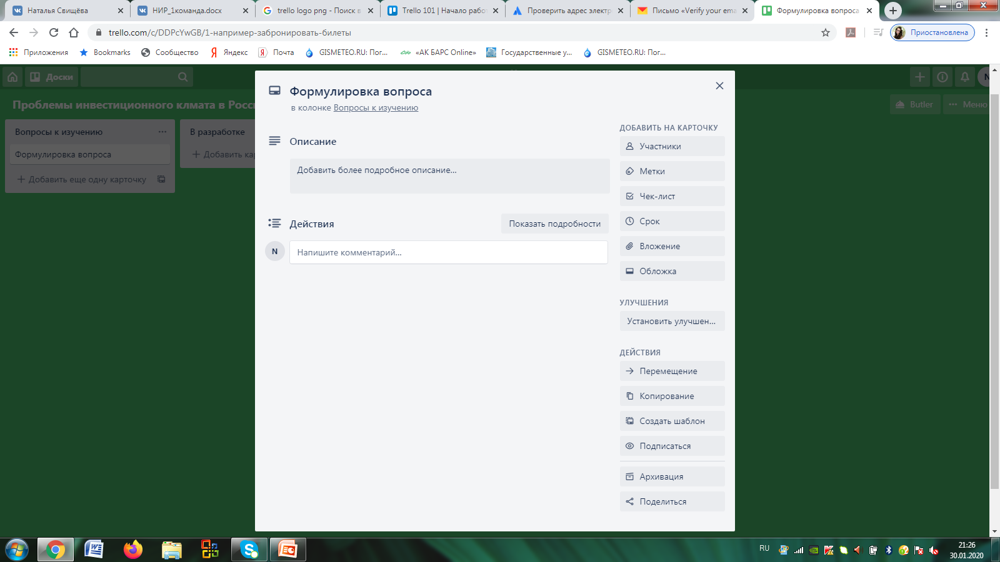 Наталья Свищёва
НИР_1команда.docx
trello logo png - Поиск в
Trello 101 | Начало рабо
Проверить адрес электр
Письмо «Verify your ema
Формулировка вопроса
trello.com/c/DDPcYwGB/1-например-забронировать-билеты
Приостановлена
Приложения
Bookmarks
Сообщество
Яндекс
Почта
GISMETEO.RU: Пог...
«АК БАРС Online»
Государственные у...
GISMETEO.RU: Пог...
Доски
N
Проблемы инвестиционного клмата в Росс
Butler
Меню
Вопросы к изучению
Формулировка вопроса
Добавить еще одну карточку
В разработке
Добавить ка
Формулировка вопроса
в колонке Вопросы к изучению
Описание
Добавить более подробное описание...
Действия
Показать подробности
N
Напишите комментарий...
ДОБАВИТЬ НА КАРТОЧКУ
Участники
Метки
Чек-лист
Срок
Вложение
Обложка
УЛУЧШЕНИЯ
Установить улучшен...
ДЕЙСТВИЯ
Перемещение
Копирование
Создать шаблон
Подписаться
Архивация
Поделиться
RU
21:26
30.01.2020